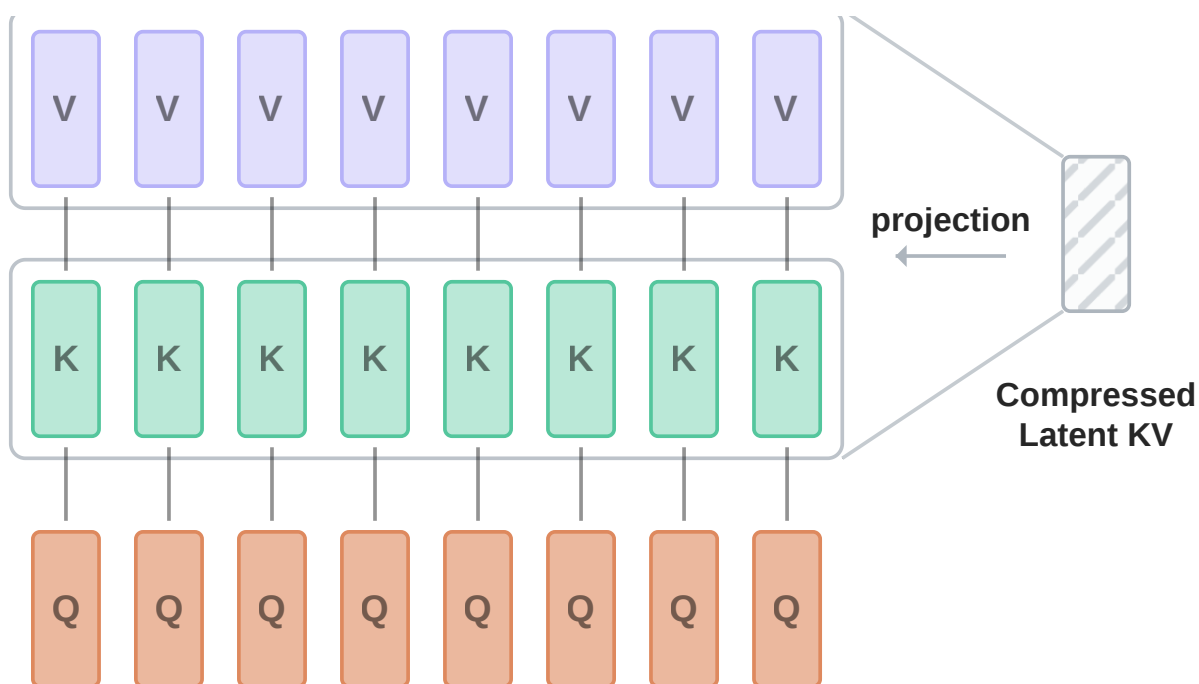 V V V V V V V V
projection
K K K K K K K K
Compressed
Latent KV
Q Q Q Q Q Q Q Q